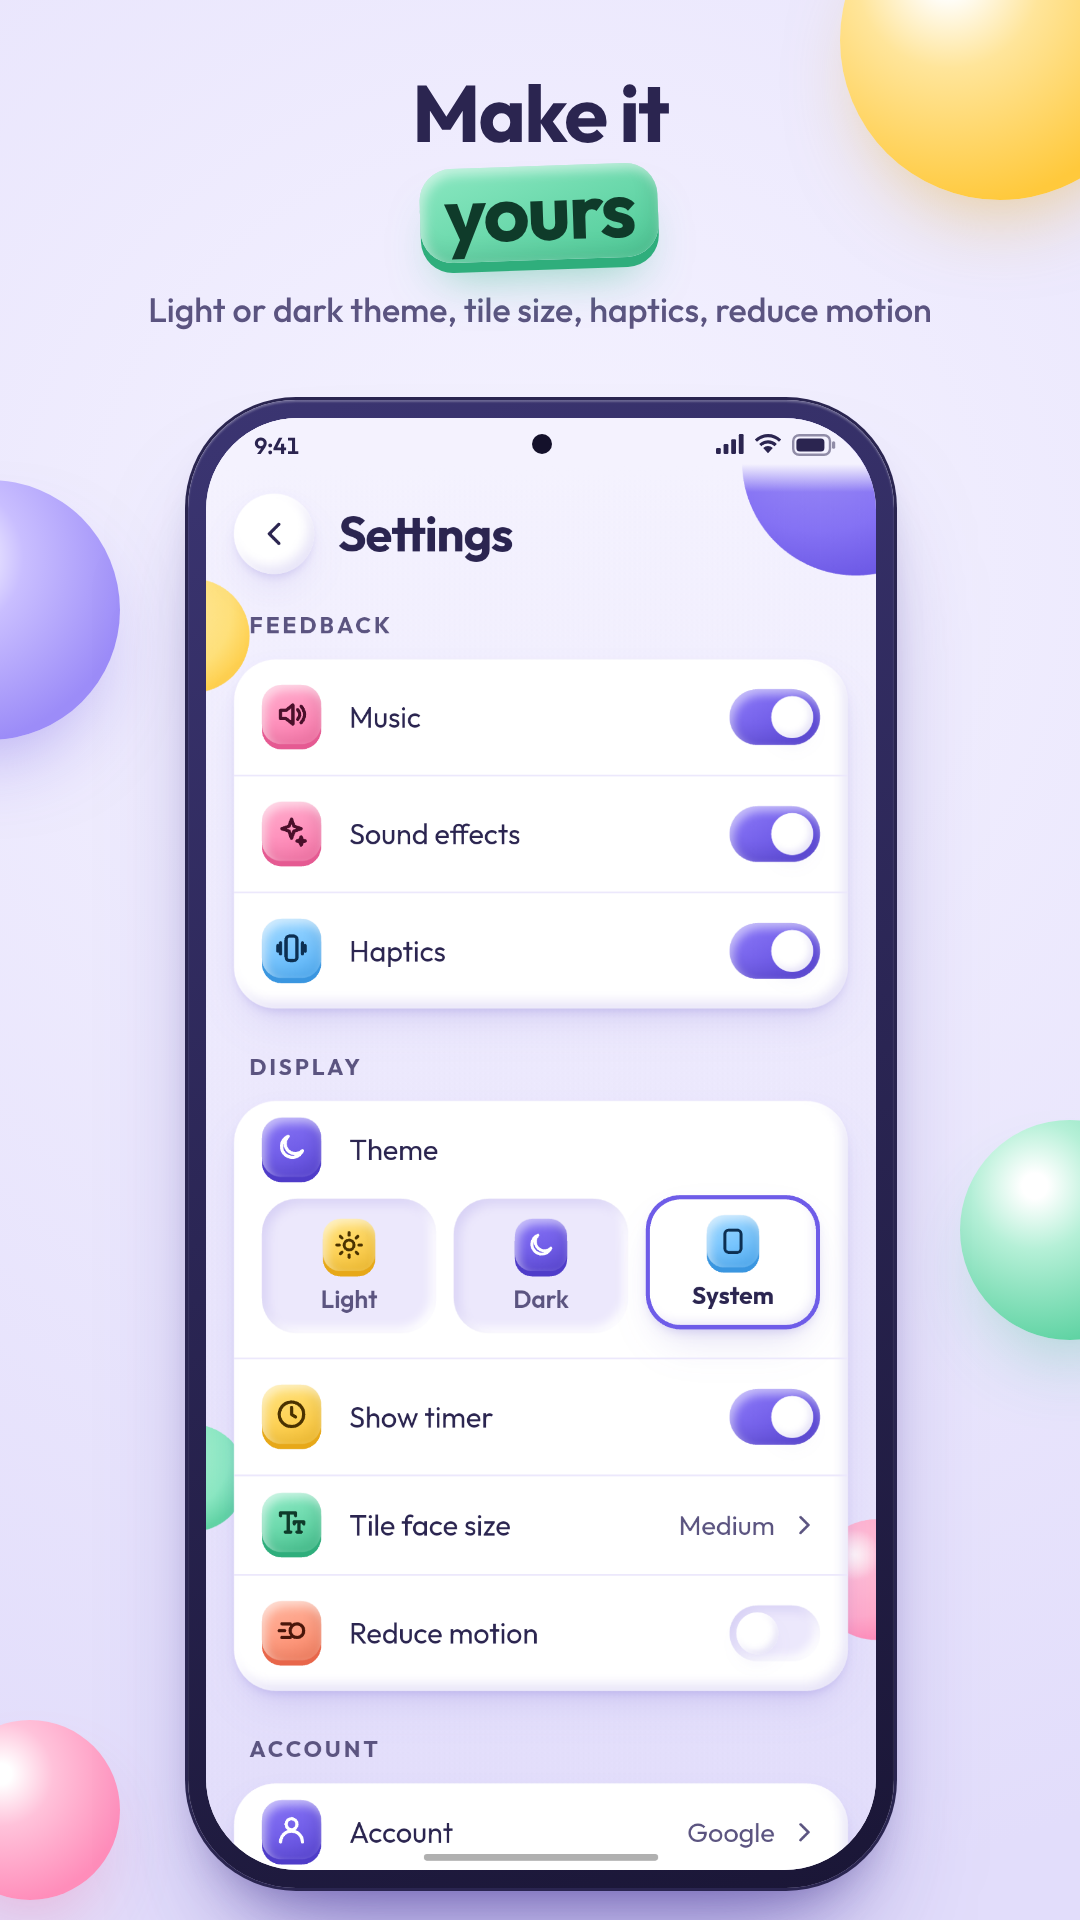 Make it
yours
Light or dark theme, tile size, haptics, reduce motion
9:41
Settings
FEEDBACK
Music
Sound effects
Haptics
DISPLAY
Theme
Light
Dark
System
Show timer
Tile face size
Medium
Reduce motion
ACCOUNT
Account
Google